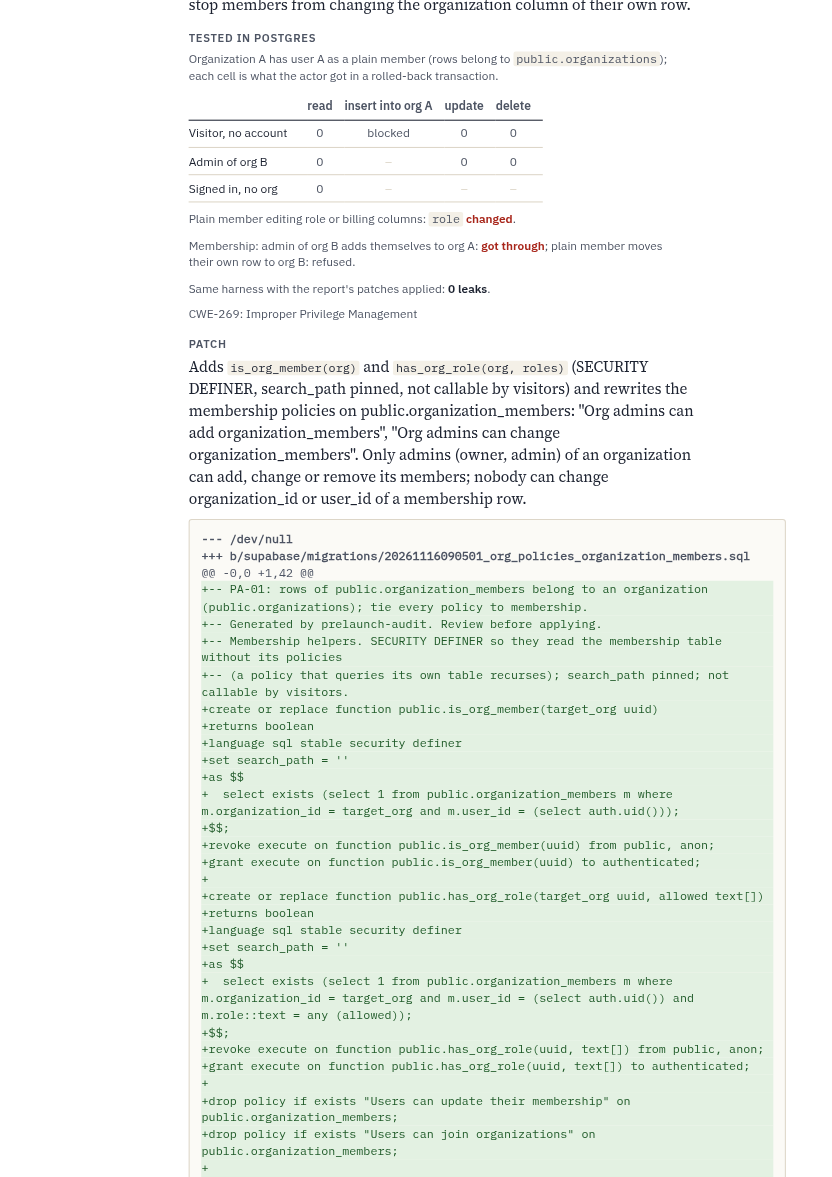 stop members from changing the organization column of their own row.
TESTED IN POSTGRES
Organization A has user A as a plain member (rows belong to public.organizations);
each cell is what the actor got in a rolled-back transaction.
read insert into org A update delete
Visitor, no account 0 blocked 0 0
Admin of org B 0 – 0 0
Signed in, no org 0 – – –
Plain member editing role or billing columns: role changed.
Membership: admin of org B adds themselves to org A: got through; plain member moves
their own row to org B: refused.
Same harness with the report's patches applied: 0 leaks.
CWE-269: Improper Privilege Management
PATCH
Adds is_org_member(org) and has_org_role(org, roles) (SECURITY
DEFINER, search_path pinned, not callable by visitors) and rewrites the
membership policies on public.organization_members: "Org admins can
add organization_members", "Org admins can change
organization_members". Only admins (owner, admin) of an organization
can add, change or remove its members; nobody can change
organization_id or user_id of a membership row.
--- /dev/null
+++ b/supabase/migrations/20261116090501_org_policies_organization_members.sql
@@ -0,0 +1,42 @@
+-- PA-01: rows of public.organization_members belong to an organization
(public.organizations); tie every policy to membership.
+-- Generated by prelaunch-audit. Review before applying.
+-- Membership helpers. SECURITY DEFINER so they read the membership table
without its policies
+-- (a policy that queries its own table recurses); search_path pinned; not
callable by visitors.
+create or replace function public.is_org_member(target_org uuid)
+returns boolean
+language sql stable security definer
+set search_path = ''
+as $$
+  select exists (select 1 from public.organization_members m where
m.organization_id = target_org and m.user_id = (select auth.uid()));
+$$;
+revoke execute on function public.is_org_member(uuid) from public, anon;
+grant execute on function public.is_org_member(uuid) to authenticated;
+
+create or replace function public.has_org_role(target_org uuid, allowed text[])
+returns boolean
+language sql stable security definer
+set search_path = ''
+as $$
+  select exists (select 1 from public.organization_members m where
m.organization_id = target_org and m.user_id = (select auth.uid()) and
m.role::text = any (allowed));
+$$;
+revoke execute on function public.has_org_role(uuid, text[]) from public, anon;
+grant execute on function public.has_org_role(uuid, text[]) to authenticated;
+
+drop policy if exists "Users can update their membership" on
public.organization_members;
+drop policy if exists "Users can join organizations" on
public.organization_members;
+